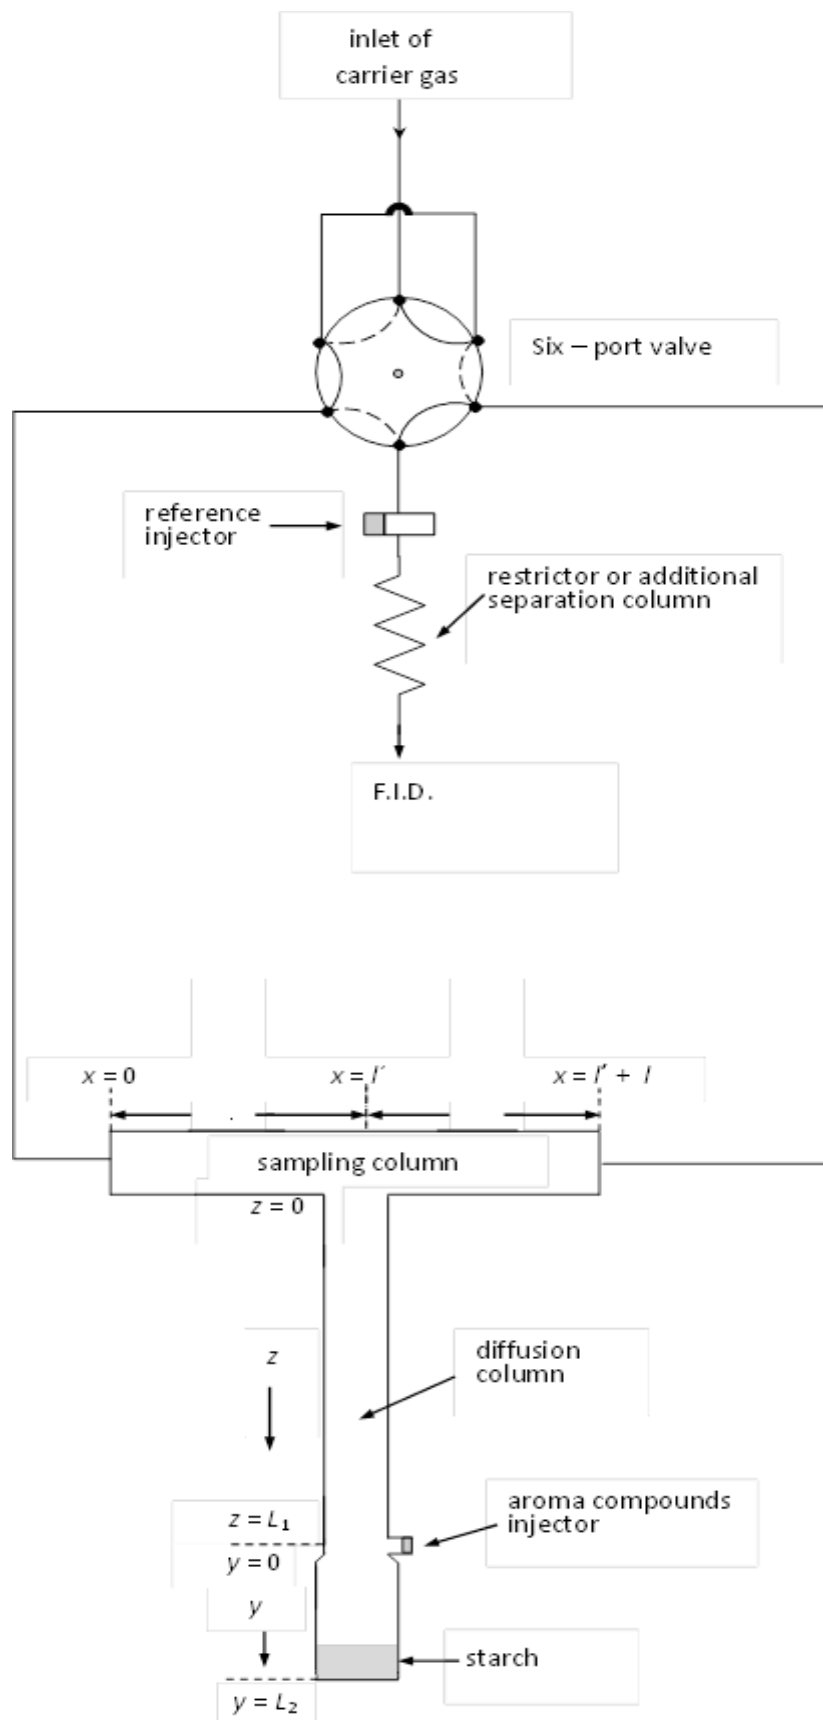 inlet of
carrier gas
Six – port valve
reference
injector
restrictor or additional
separation column
F.I.D.
x = 0
x = l′
x = l′ + l
sampling column
z = 0
z
diffusion
column
z = L₁
y = 0
aroma compounds
injector
y
starch
y = L₂